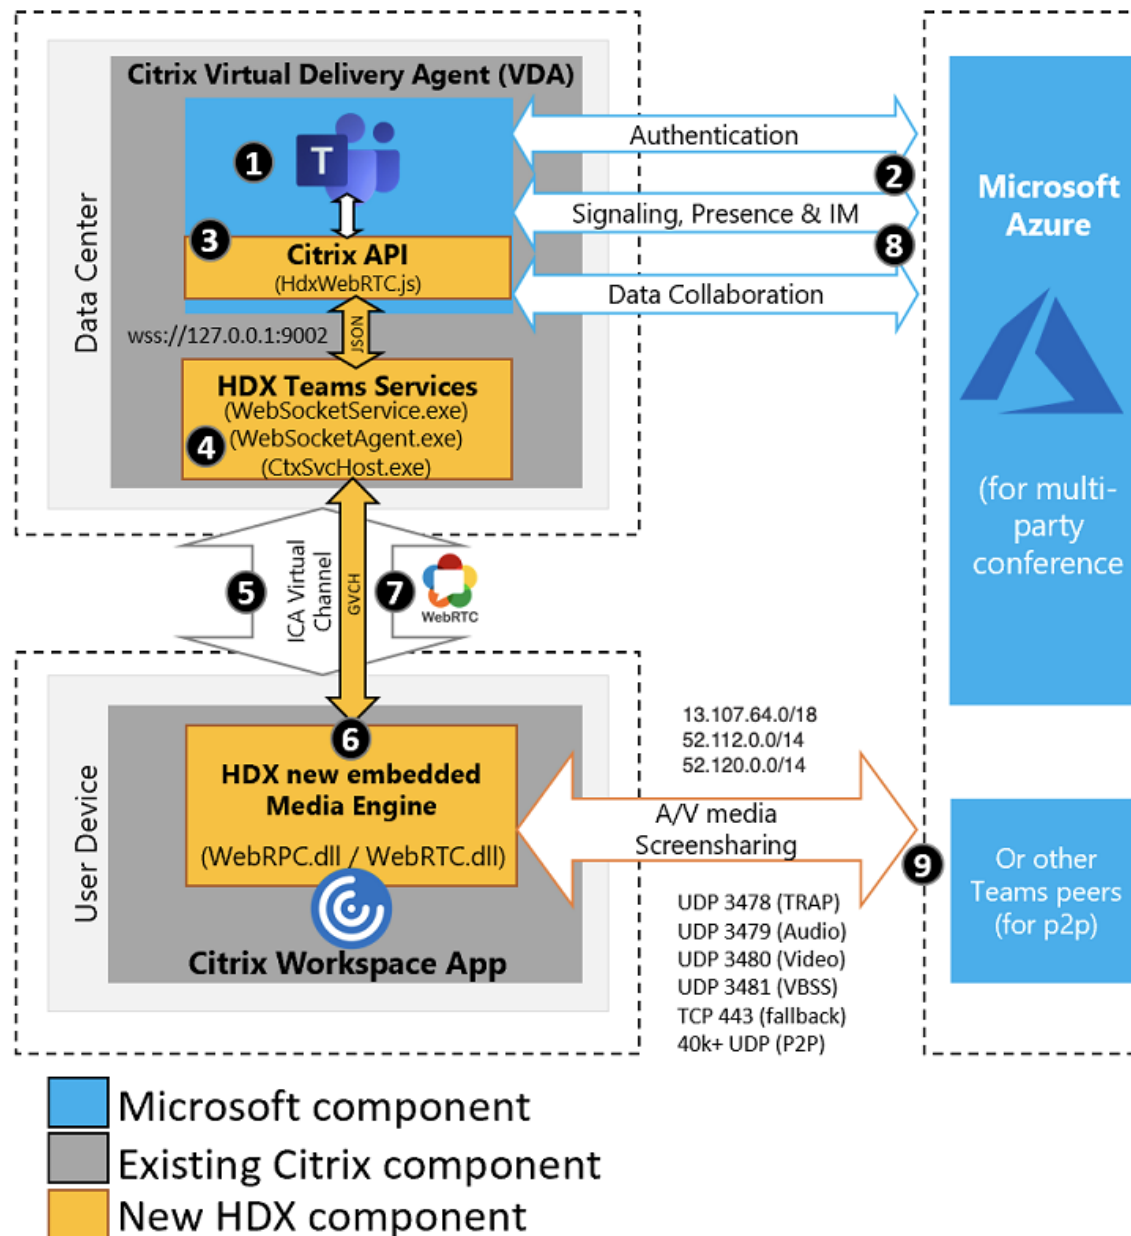 Citrix Virtual Delivery Agent (VDA)
T
1
Authentication
2
Signaling, Presence & IM
3
8
Citrix API
(HdxWebRTC.js)
Data Collaboration
Data Center
wss://127.0.0.1:9002
JSON
HDX Teams Services
(WebSocketService.exe)
(WebSocketAgent.exe)
4
(CtxSvcHost.exe)
Microsoft
Azure
(for multi-
party
conference
5
ICA Virtual
Channel
GVCH
7
WebRTC
User Device
6
HDX new embedded
Media Engine
(WebRPC.dll / WebRTC.dll)
Citrix Workspace App
13.107.64.0/18
52.112.0.0/14
52.120.0.0/14
A/V media
Screensharing
9
UDP 3478 (TRAP)
UDP 3479 (Audio)
UDP 3480 (Video)
UDP 3481 (VBSS)
TCP 443 (fallback)
40k+ UDP (P2P)
Or other
Teams peers
(for p2p)
Microsoft component
Existing Citrix component
New HDX component